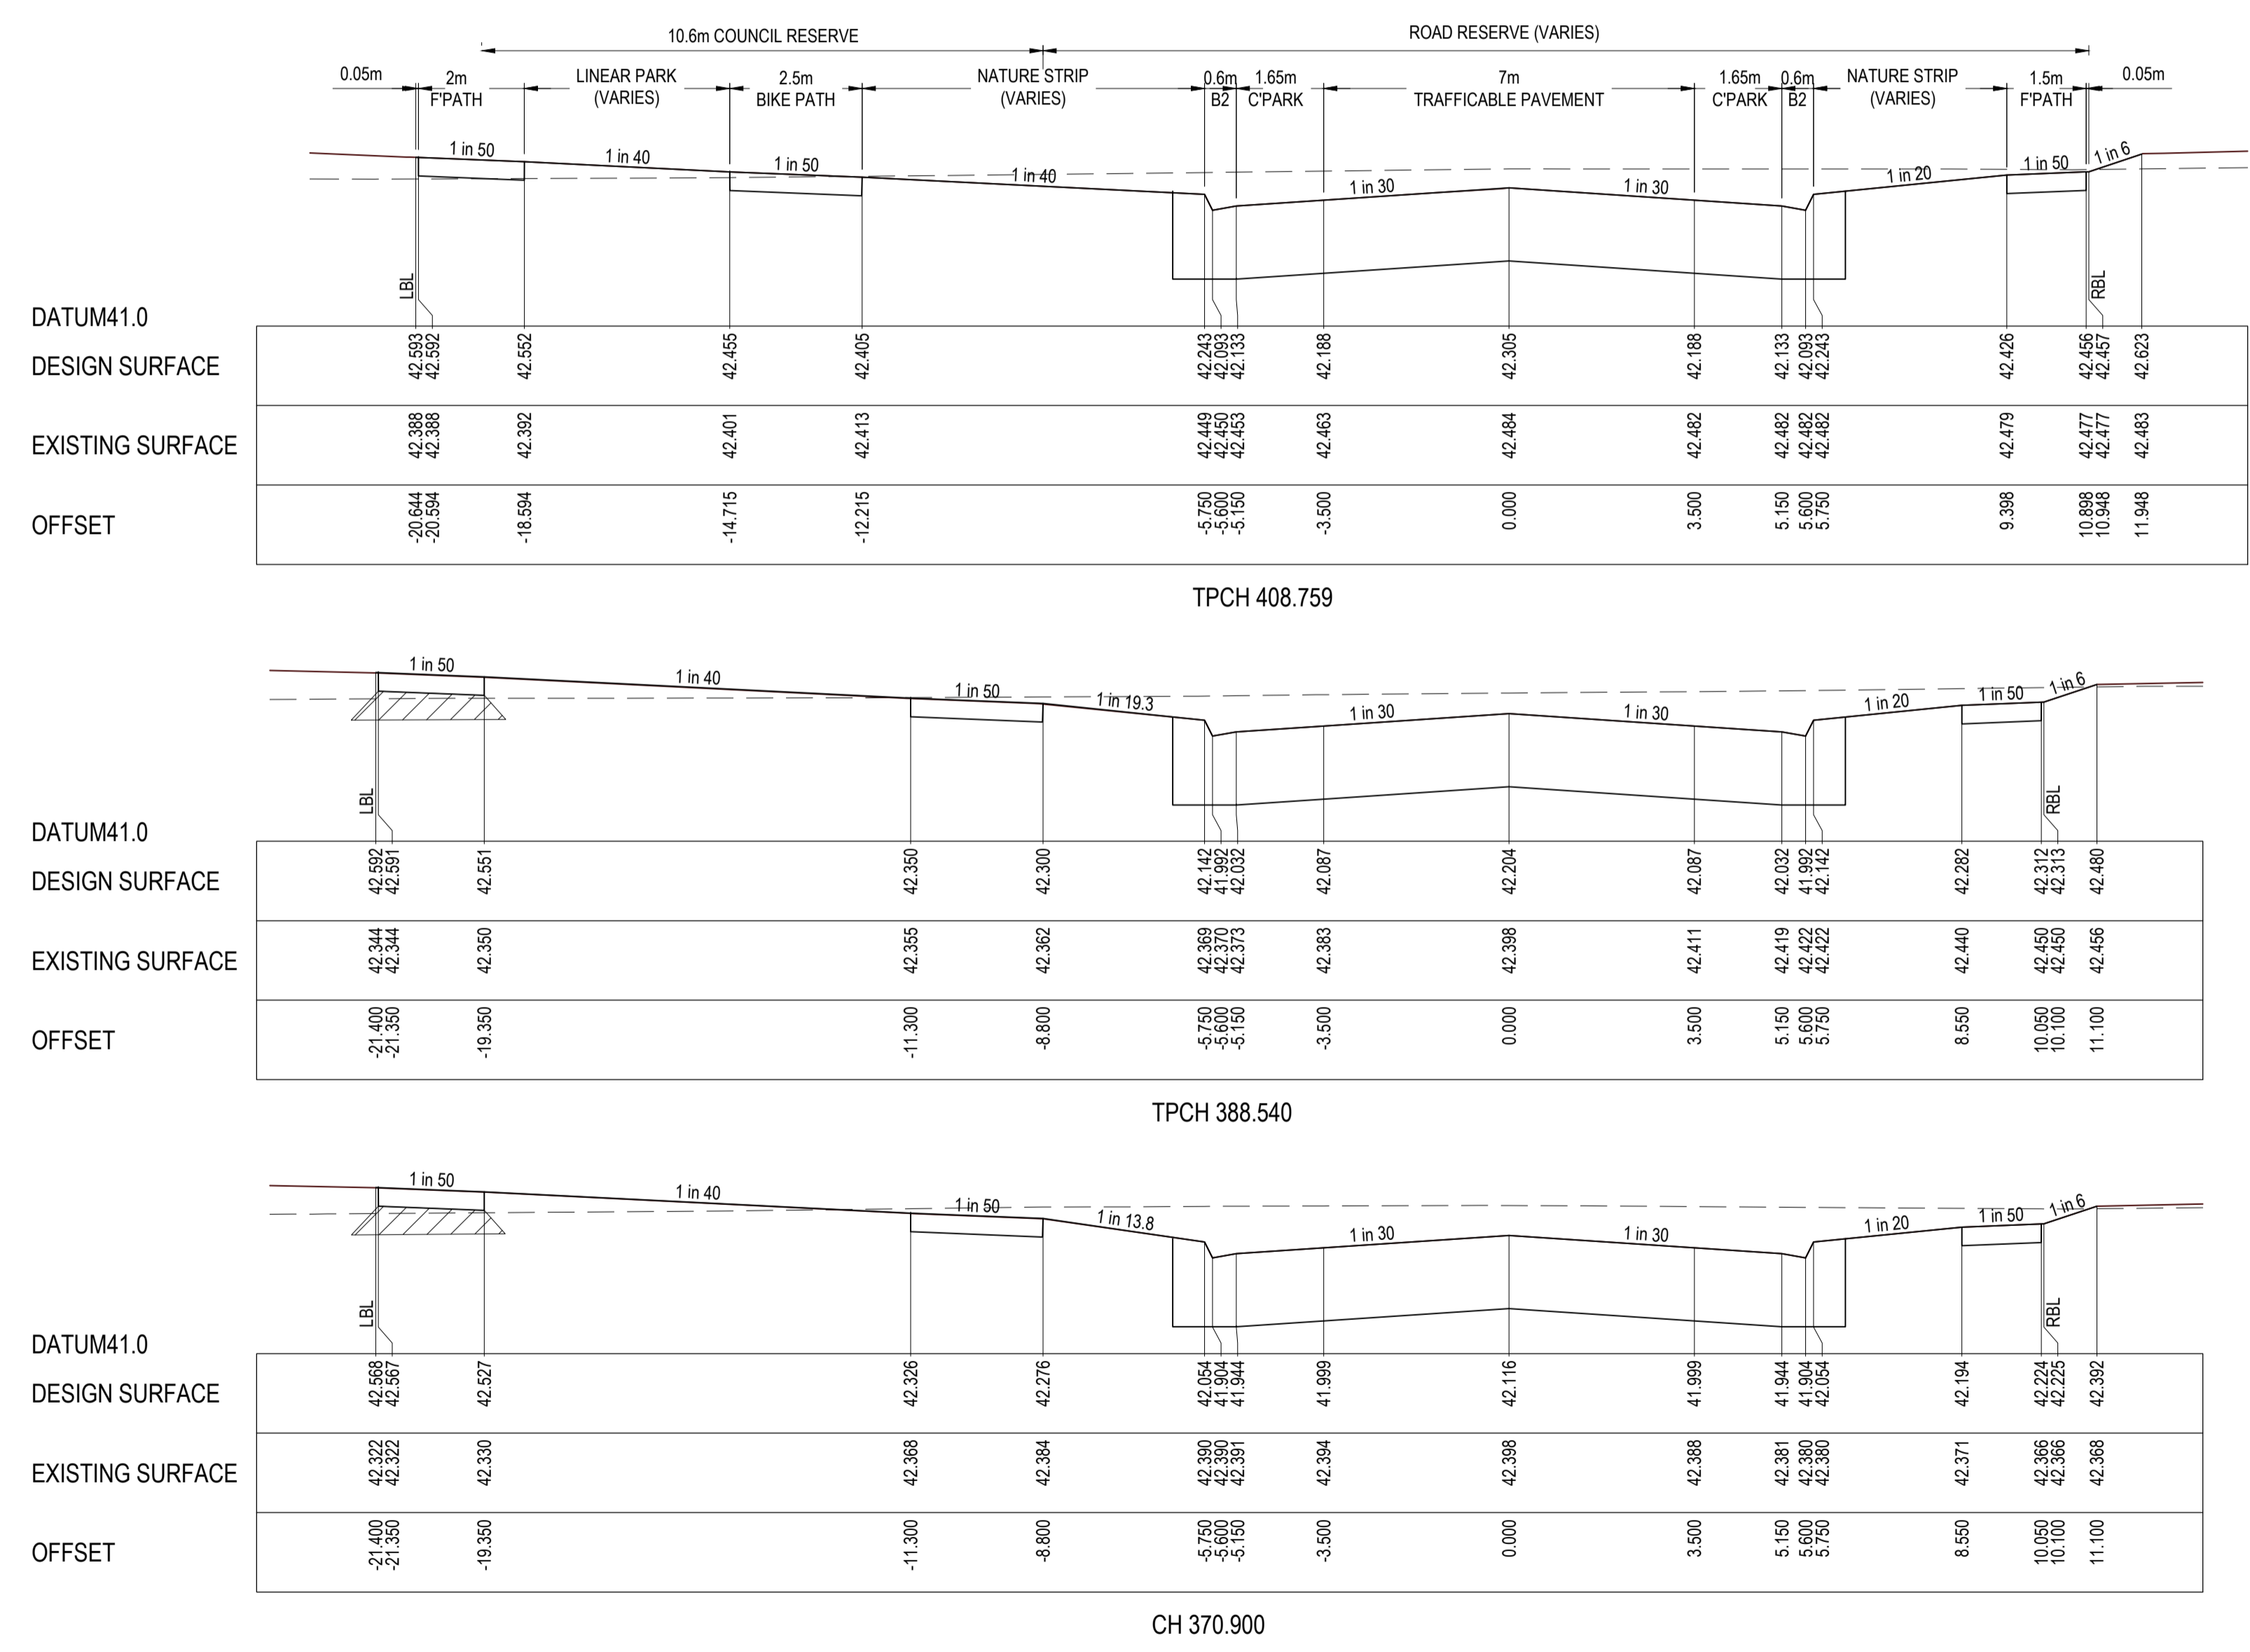 10.6m COUNCIL RESERVE ROAD RESERVE (VARIES)
0.05m 2m F'PATH LINEAR PARK (VARIES) 2.5m BIKE PATH NATURE STRIP (VARIES) 0.6m B2 1.65m C'PARK 7m TRAFFICABLE PAVEMENT 1.65m C'PARK 0.6m B2 NATURE STRIP (VARIES) 1.5m F'PATH 0.05m
1 in 50 1 in 40 1 in 50 1 in 40 1 in 30 1 in 30 1 in 20 1 in 50 1 in 6
LBL RBL
DATUM41.0
DESIGN SURFACE 42.593 42.592 42.552 42.455 42.405 42.243 42.093 42.133 42.188 42.305 42.188 42.133 42.093 42.243 42.426 42.456 42.457 42.623
EXISTING SURFACE 42.388 42.388 42.392 42.401 42.413 42.449 42.450 42.453 42.463 42.484 42.482 42.482 42.482 42.482 42.479 42.477 42.477 42.483
OFFSET -20.644 -20.594 -18.594 -14.715 -12.215 -5.750 -5.600 -5.150 -3.500 0.000 3.500 5.150 5.600 5.750 9.398 10.898 10.948 11.948
TPCH 408.759
1 in 50 1 in 40 1 in 50 1 in 19.3 1 in 30 1 in 30 1 in 20 1 in 50 1 in 6
LBL RBL
DATUM41.0
DESIGN SURFACE 42.592 42.591 42.551 42.350 42.300 42.142 41.992 42.032 42.087 42.204 42.087 42.032 41.992 42.142 42.282 42.312 42.313 42.480
EXISTING SURFACE 42.344 42.344 42.350 42.355 42.362 42.369 42.370 42.373 42.383 42.398 42.411 42.419 42.422 42.422 42.440 42.450 42.450 42.456
OFFSET -21.400 -21.350 -19.350 -11.300 -8.800 -5.750 -5.600 -5.150 -3.500 0.000 3.500 5.150 5.600 5.750 8.550 10.050 10.100 11.100
TPCH 388.540
1 in 50 1 in 40 1 in 50 1 in 13.8 1 in 30 1 in 30 1 in 20 1 in 50 1 in 6
LBL RBL
DATUM41.0
DESIGN SURFACE 42.568 42.567 42.527 42.326 42.276 42.054 41.904 41.944 41.999 42.116 41.999 41.944 41.904 42.054 42.194 42.224 42.225 42.392
EXISTING SURFACE 42.322 42.322 42.330 42.368 42.384 42.390 42.390 42.391 42.394 42.398 42.388 42.381 42.380 42.380 42.371 42.366 42.366 42.368
OFFSET -21.400 -21.350 -19.350 -11.300 -8.800 -5.750 -5.600 -5.150 -3.500 0.000 3.500 5.150 5.600 5.750 8.550 10.050 10.100 11.100
CH 370.900